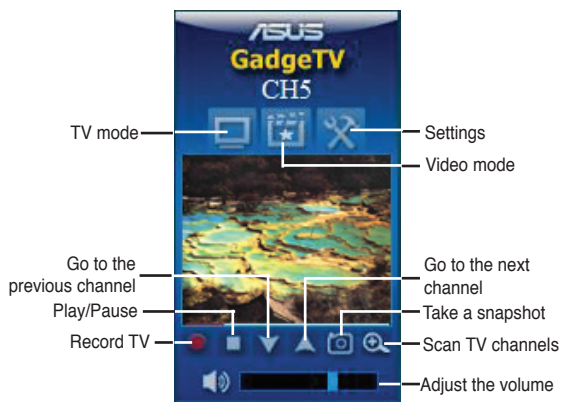 ASUS
GadgeTV
CH5
TV mode
Settings
Video mode
Go to the
previous channel
Go to the next
channel
Play/Pause
Take a snapshot
Record TV
Scan TV channels
Adjust the volume